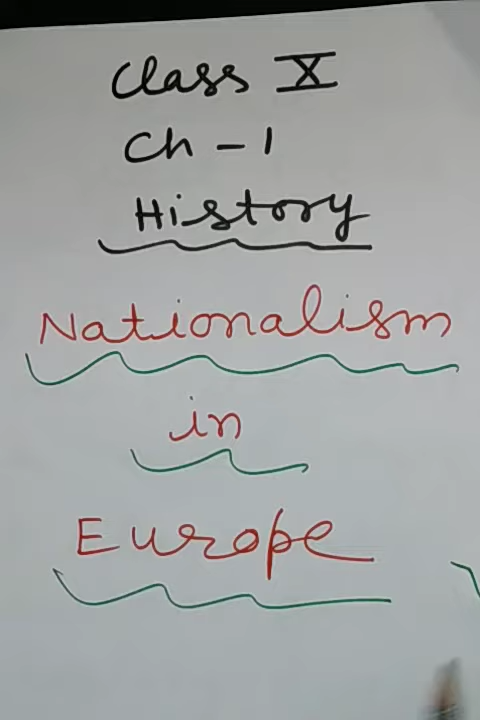 Class X
Ch - 1
History
Nationalism
in
Europe